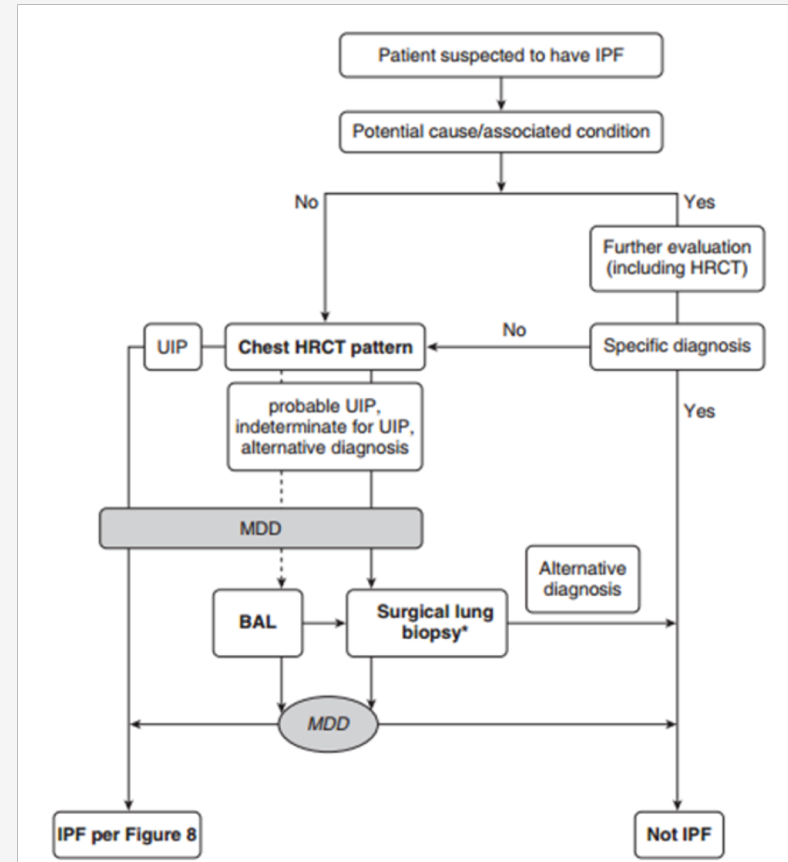 Patient suspected to have IPF
Potential cause/associated condition
No
Yes
Further evaluation
(including HRCT)
UIP
Chest HRCT pattern
No
Specific diagnosis
probable UIP,
indeterminate for UIP,
alternative diagnosis
Yes
MDD
Alternative
diagnosis
BAL
Surgical lung
biopsy*
MDD
IPF per Figure 8
Not IPF